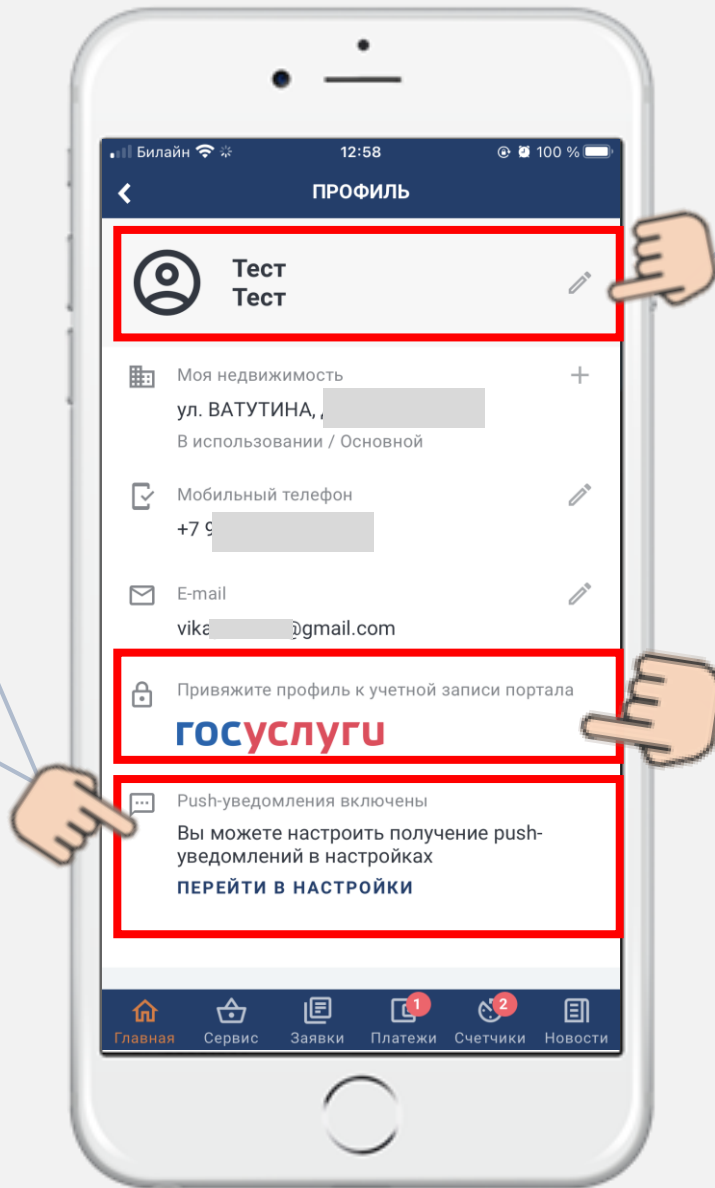 Билайн 12:58 100 %
ПРОФИЛЬ
Тест
Тест
Моя недвижимость
ул. ВАТУТИНА,
В использовании / Основной
Мобильный телефон
+7 9
E-mail
vika @gmail.com
Привяжите профиль к учетной записи портала
госуслуги
Push-уведомления включены
Вы можете настроить получение push-
уведомлений в настройках
ПЕРЕЙТИ В НАСТРОЙКИ
1 2
Главная Сервис Заявки Платежи Счетчики Новости